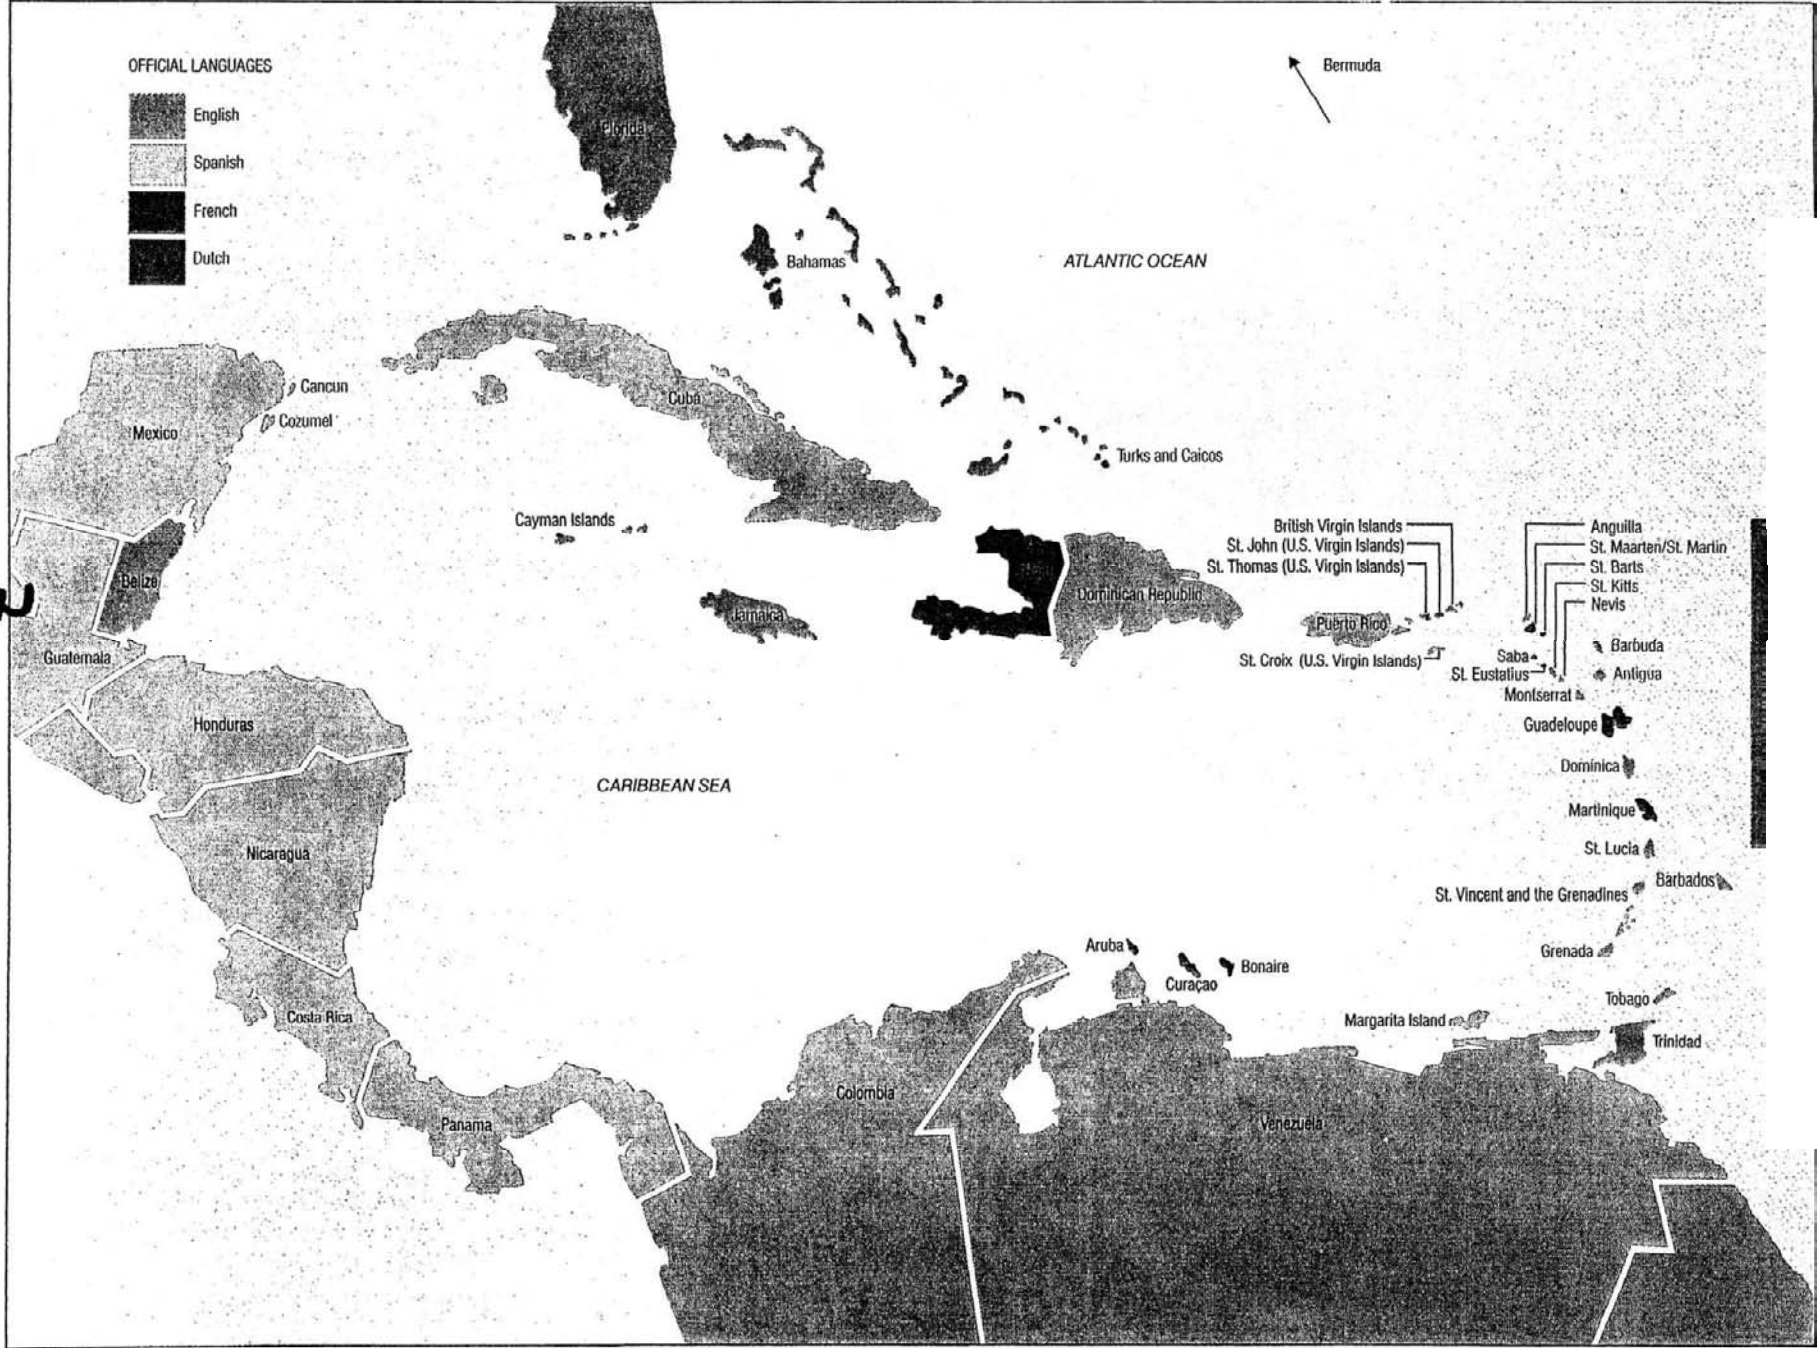 OFFICIAL LANGUAGES
English
Spanish
French
Dutch
Florida
Bermuda
Bahamas
ATLANTIC OCEAN
Cancun
Cozumel
Mexico
Cuba
Turks and Caicos
Cayman Islands
Belize
Jamaica
Dominican Republic
Puerto Rico
British Virgin Islands
St. John (U.S. Virgin Islands)
St. Thomas (U.S. Virgin Islands)
St. Croix (U.S. Virgin Islands)
Anguilla
St. Maarten/St. Martin
St. Barts
St. Kitts
Nevis
Barbuda
Saba
St. Eustatius
Antigua
Montserrat
Guadeloupe
Guatemala
Honduras
Dominica
CARIBBEAN SEA
Martinique
Nicaragua
St. Lucia
Barbados
St. Vincent and the Grenadines
Aruba
Curaçao
Bonaire
Grenada
Tobago
Costa Rica
Margarita Island
Trinidad
Colombia
Panama
Venezuela